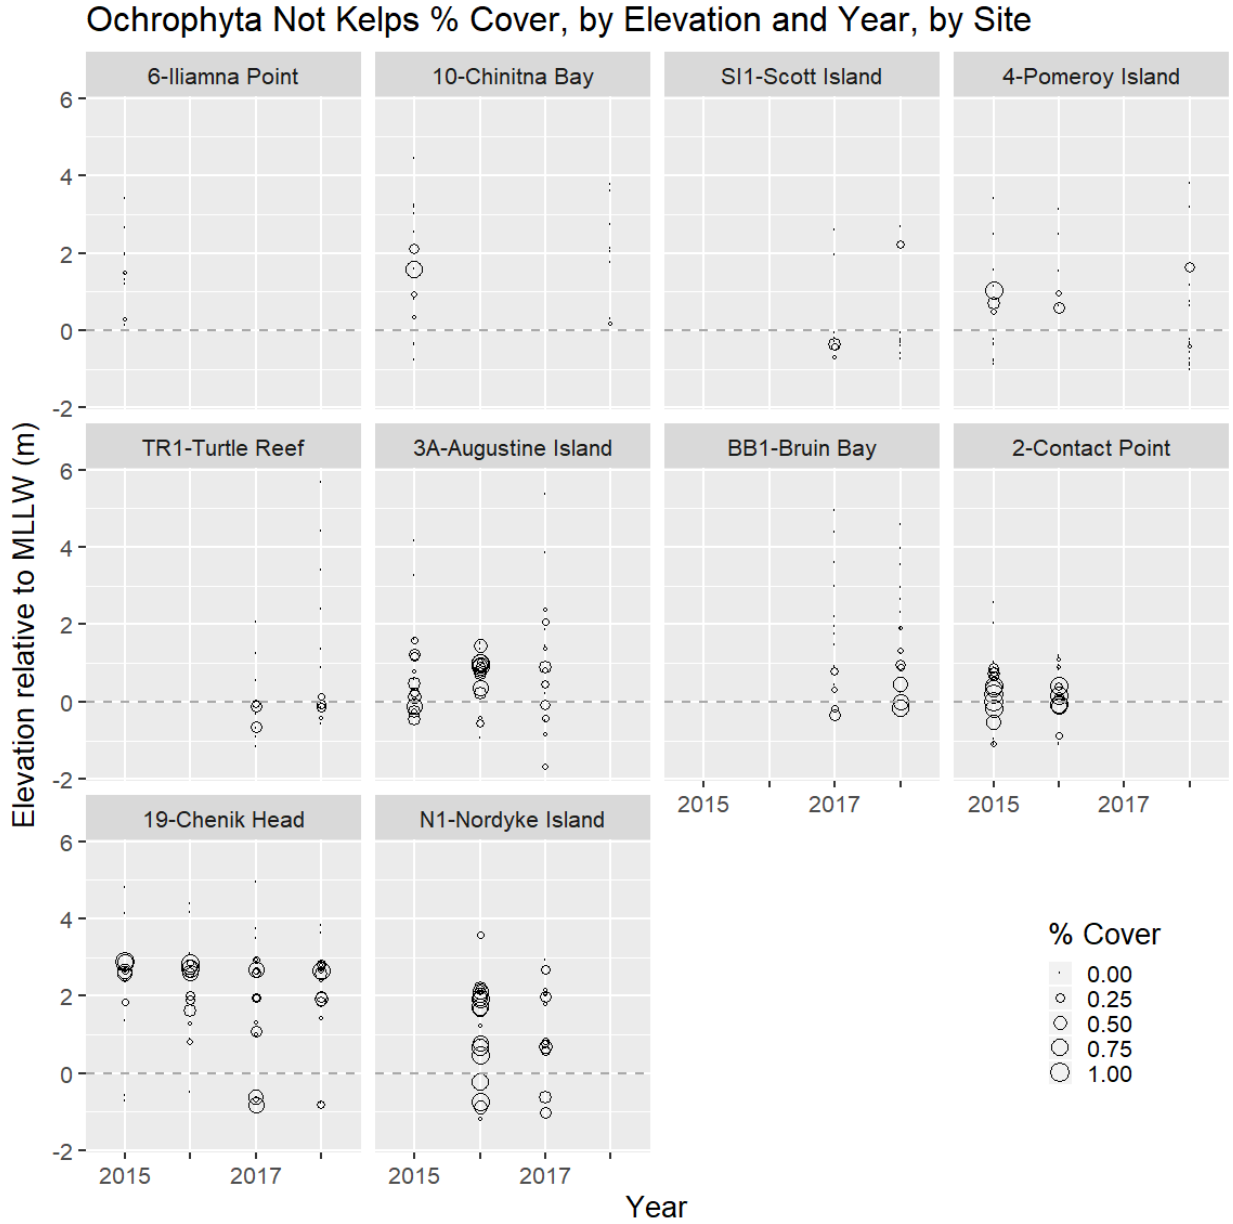 Ochrophyta Not Kelps % Cover, by Elevation and Year, by Site
6-Iliamna Point
10-Chinitna Bay
SI1-Scott Island
4-Pomeroy Island
6
4
2
0
-2
TR1-Turtle Reef
3A-Augustine Island
BB1-Bruin Bay
2-Contact Point
6
4
2
0
-2
2015
2017
2015
2017
19-Chenik Head
N1-Nordyke Island
6
4
2
0
-2
2015
2017
2015
2017
Elevation relative to MLLW (m)
Year
% Cover
0.00
0.25
0.50
0.75
1.00